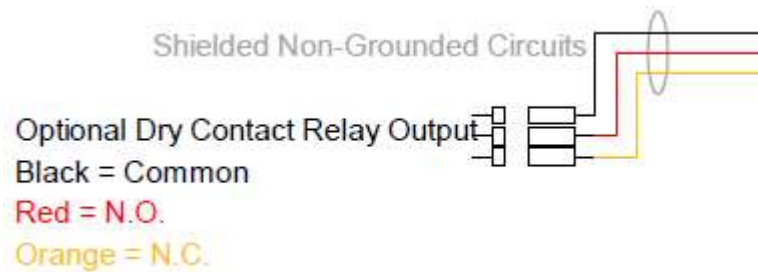 Shielded Non-Grounded Circuits
Optional Dry Contact Relay Output
Black = Common
Red = N.O.
Orange = N.C.